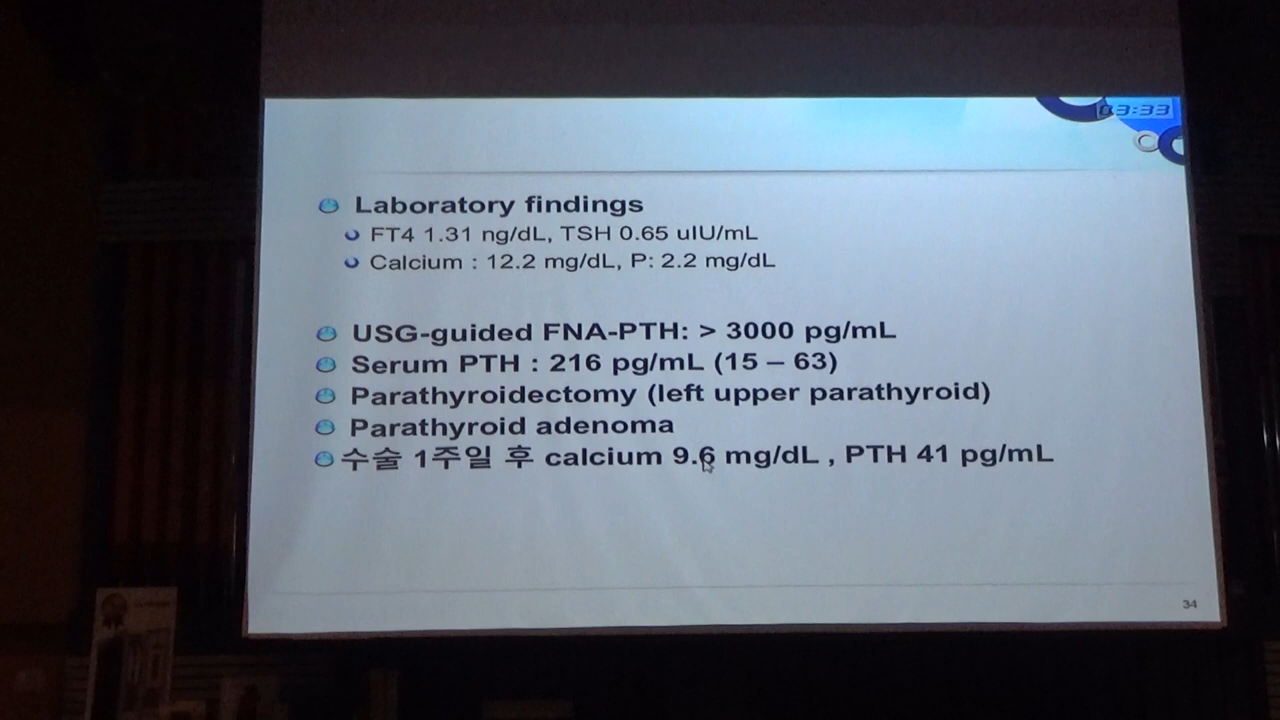 03:33
Laboratory findings
FT4 1.31 ng/dL, TSH 0.65 uIU/mL
Calcium : 12.2 mg/dL, P: 2.2 mg/dL
USG-guided FNA-PTH: > 3000 pg/mL
Serum PTH : 216 pg/mL (15 – 63)
Parathyroidectomy (left upper parathyroid)
Parathyroid adenoma
수술 1주일 후 calcium 9.6 mg/dL , PTH 41 pg/mL
34